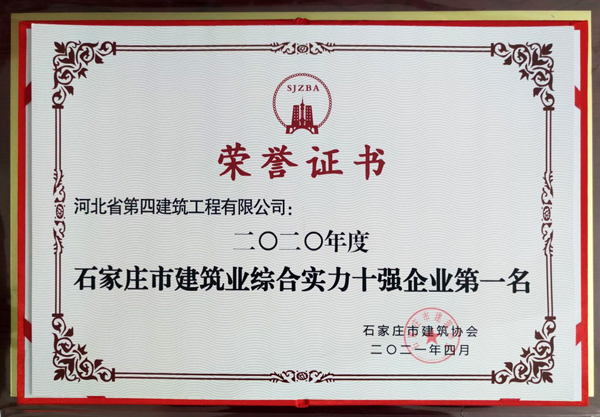 SJZBA
荣誉证书
河北省第四建筑工程有限公司：
二〇二〇年度
石家庄市建筑业综合实力十强企业第一名
石家庄市建筑协会
二〇二一年四月